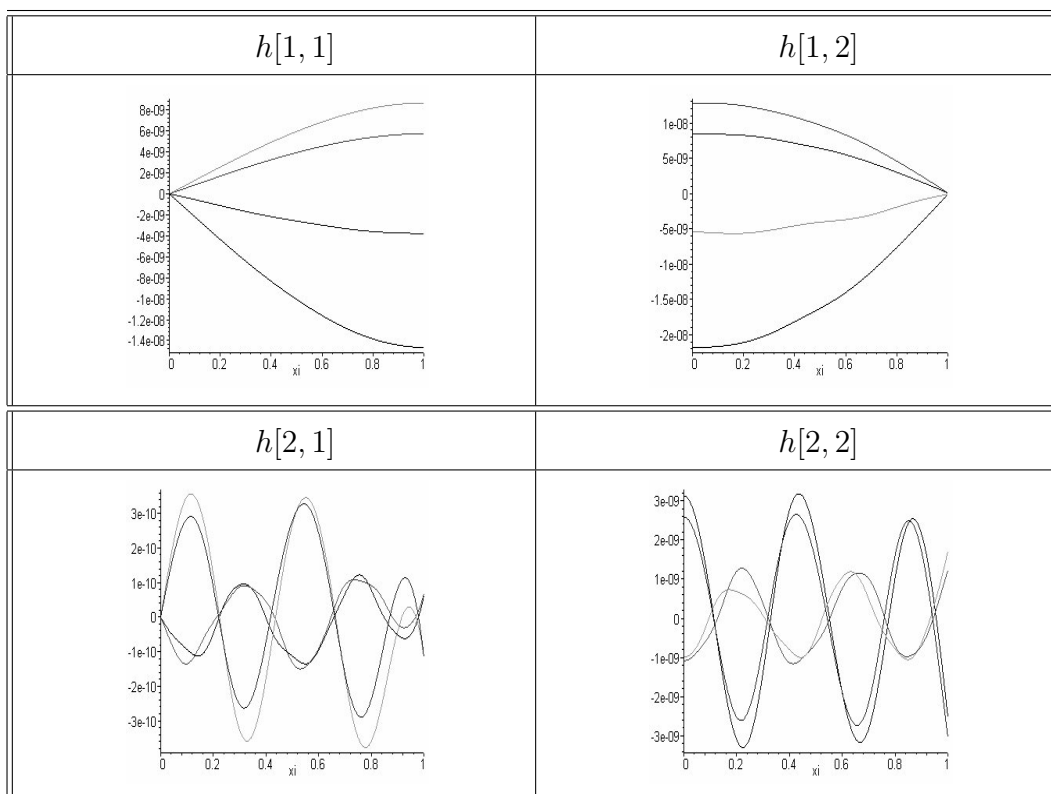 h[1, 1]
h[1, 2]
8e-09
6e-09
4e-09
2e-09
0
-2e-09
-4e-09
-6e-09
-8e-09
-1e-08
-1.2e-08
-1.4e-08
0 0.2 0.4 0.6 0.8 1
xi
1e-08
5e-09
0
-5e-09
-1e-08
-1.5e-08
-2e-08
0 0.2 0.4 0.6 0.8 1
xi
h[2, 1]
h[2, 2]
3e-10
2e-10
1e-10
0
-1e-10
-2e-10
-3e-10
0 0.2 0.4 0.6 0.8 1
xi
3e-09
2e-09
1e-09
0
-1e-09
-2e-09
-3e-09
0 0.2 0.4 0.6 0.8 1
xi